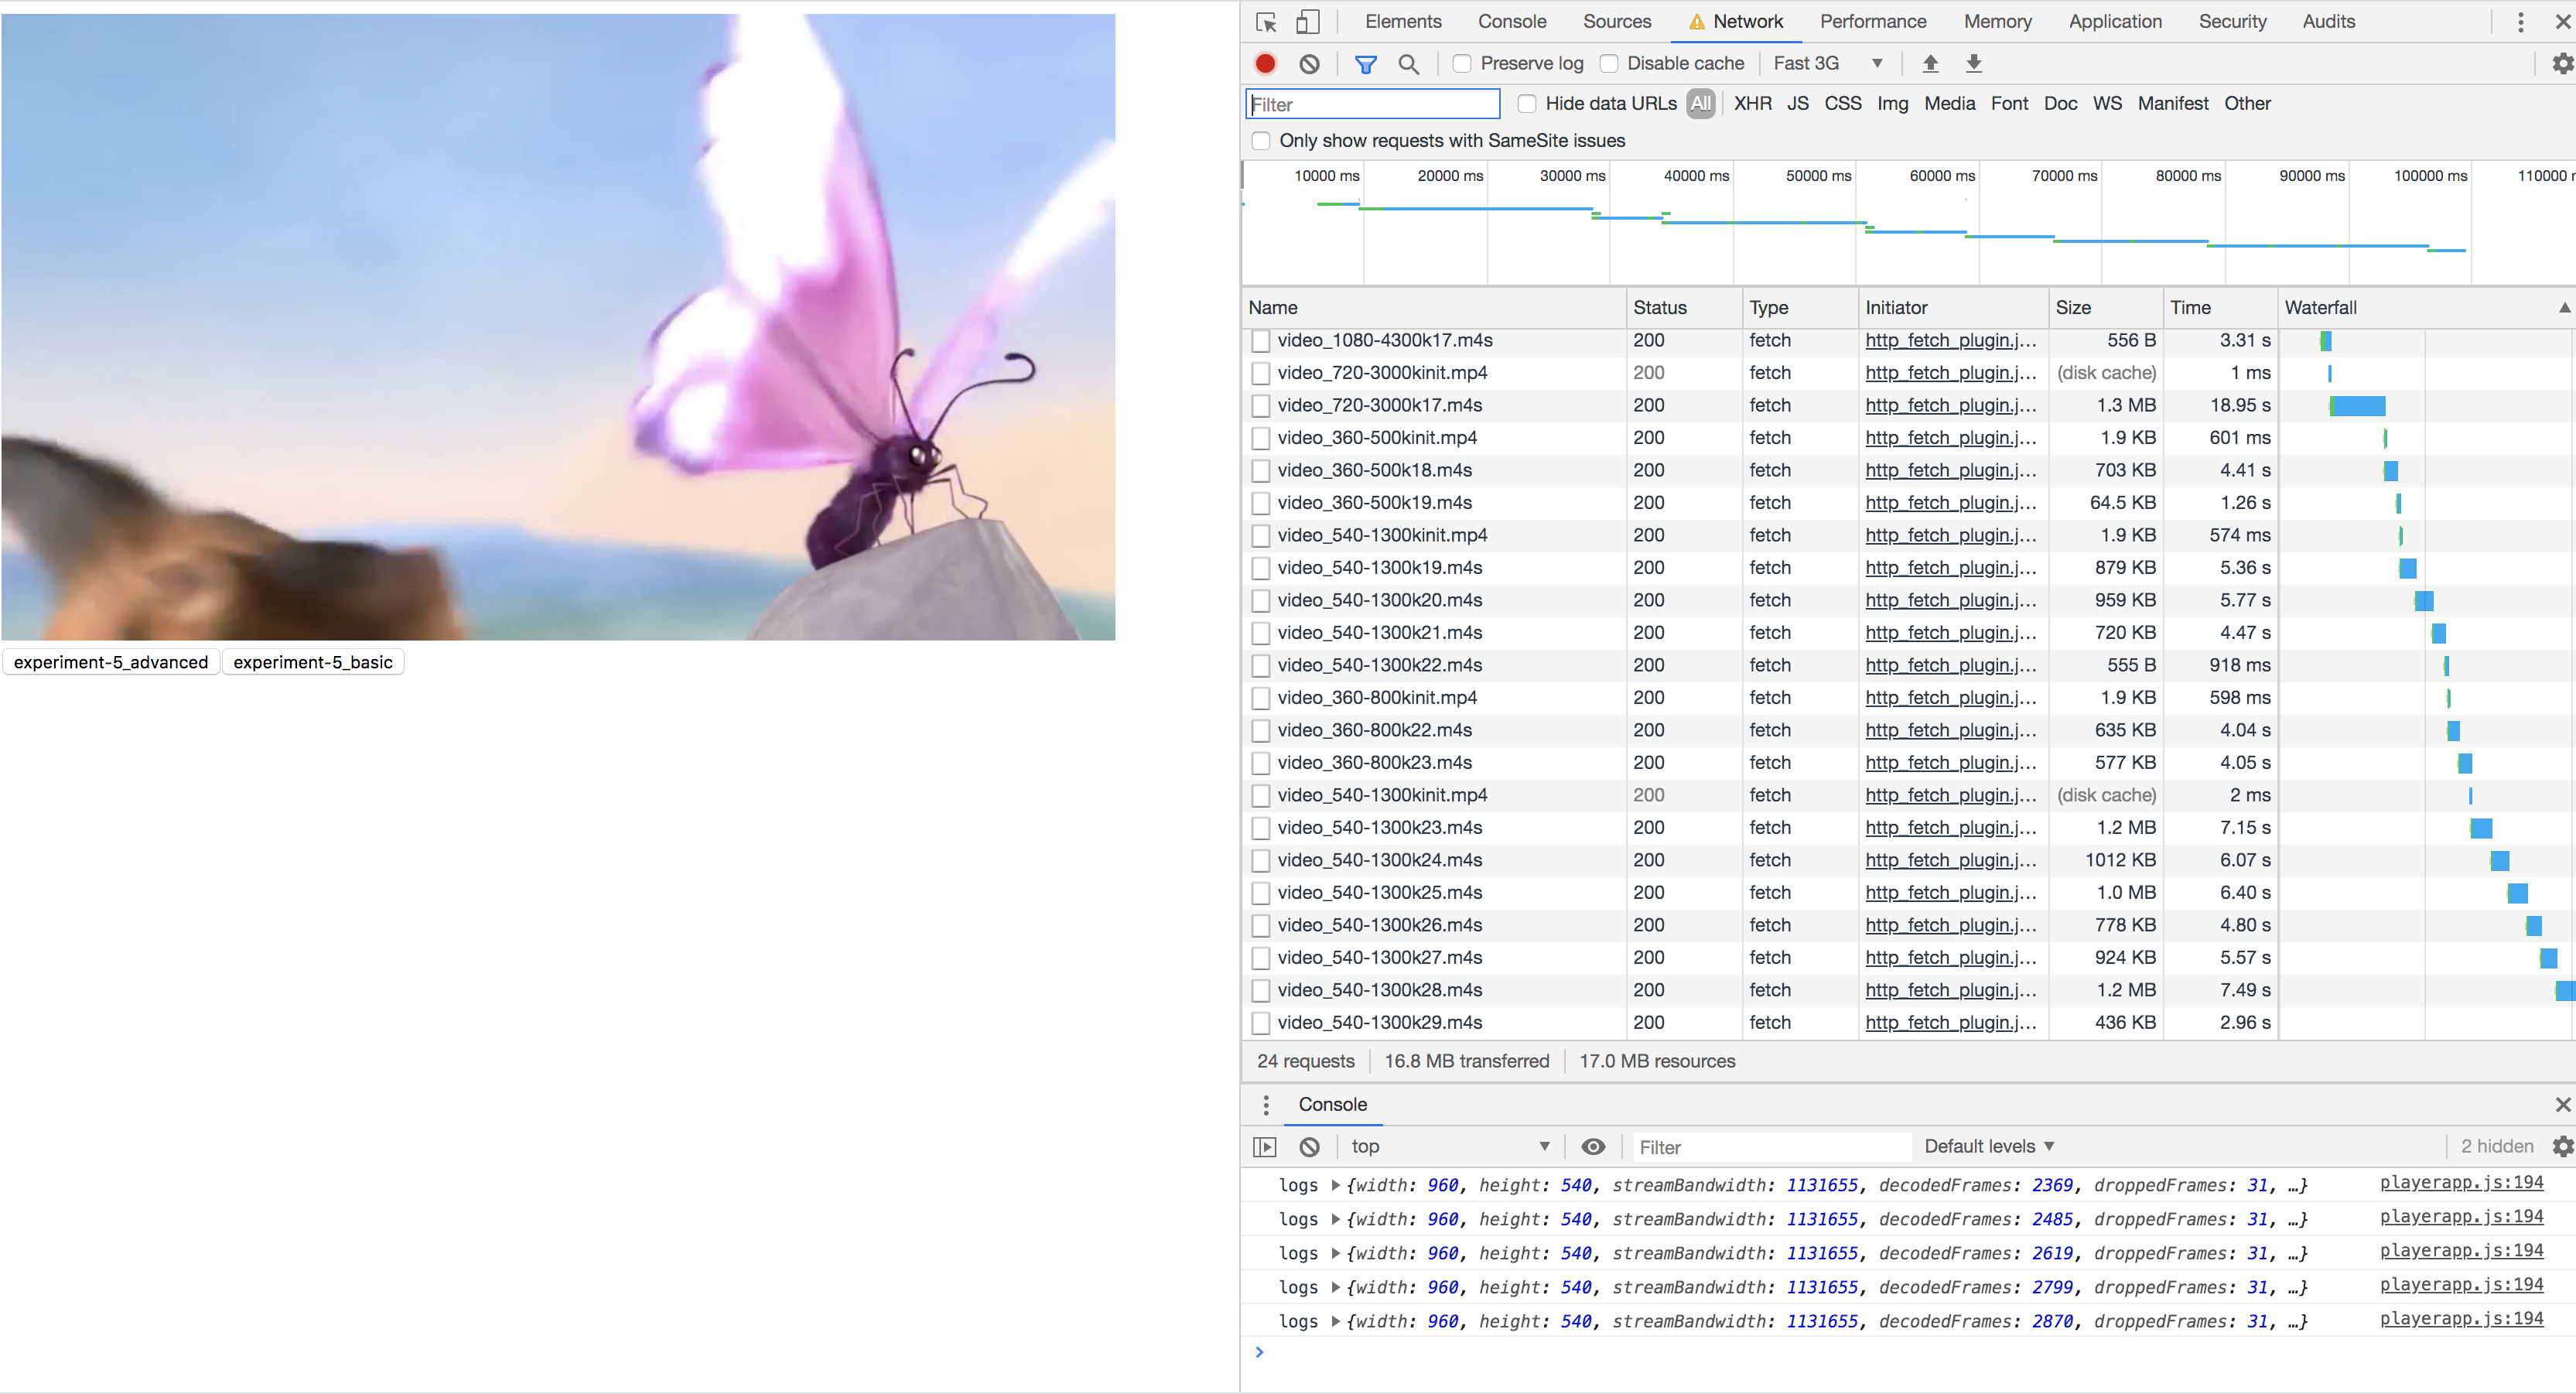 Elements Console Sources Network Performance Memory Application Security Audits
Preserve log Disable cache Fast 3G
Filter Hide data URLs All XHR JS CSS Img Media Font Doc WS Manifest Other
Only show requests with SameSite issues
10000 ms 20000 ms 30000 ms 40000 ms 50000 ms 60000 ms 70000 ms 80000 ms 90000 ms 100000 ms 110000
Name Status Type Initiator Size Time Waterfall
video_1080-4300k17.m4s 200 fetch http_fetch_plugin.j… 556 B 3.31 s
video_720-3000kinit.mp4 200 fetch http_fetch_plugin.j… (disk cache) 1 ms
video_720-3000k17.m4s 200 fetch http_fetch_plugin.j… 1.3 MB 18.95 s
video_360-500kinit.mp4 200 fetch http_fetch_plugin.j… 1.9 KB 601 ms
video_360-500k18.m4s 200 fetch http_fetch_plugin.j… 703 KB 4.41 s
video_360-500k19.m4s 200 fetch http_fetch_plugin.j… 64.5 KB 1.26 s
video_540-1300kinit.mp4 200 fetch http_fetch_plugin.j… 1.9 KB 574 ms
video_540-1300k19.m4s 200 fetch http_fetch_plugin.j… 879 KB 5.36 s
video_540-1300k20.m4s 200 fetch http_fetch_plugin.j… 959 KB 5.77 s
video_540-1300k21.m4s 200 fetch http_fetch_plugin.j… 720 KB 4.47 s
video_540-1300k22.m4s 200 fetch http_fetch_plugin.j… 555 B 918 ms
video_360-800kinit.mp4 200 fetch http_fetch_plugin.j… 1.9 KB 598 ms
video_360-800k22.m4s 200 fetch http_fetch_plugin.j… 635 KB 4.04 s
video_360-800k23.m4s 200 fetch http_fetch_plugin.j… 577 KB 4.05 s
video_540-1300kinit.mp4 200 fetch http_fetch_plugin.j… (disk cache) 2 ms
video_540-1300k23.m4s 200 fetch http_fetch_plugin.j… 1.2 MB 7.15 s
video_540-1300k24.m4s 200 fetch http_fetch_plugin.j… 1012 KB 6.07 s
video_540-1300k25.m4s 200 fetch http_fetch_plugin.j… 1.0 MB 6.40 s
video_540-1300k26.m4s 200 fetch http_fetch_plugin.j… 778 KB 4.80 s
video_540-1300k27.m4s 200 fetch http_fetch_plugin.j… 924 KB 5.57 s
video_540-1300k28.m4s 200 fetch http_fetch_plugin.j… 1.2 MB 7.49 s
video_540-1300k29.m4s 200 fetch http_fetch_plugin.j… 436 KB 2.96 s
24 requests 16.8 MB transferred 17.0 MB resources
Console
top Filter Default levels 2 hidden
logs {width: 960, height: 540, streamBandwidth: 1131655, decodedFrames: 2369, droppedFrames: 31, …} playerapp.js:194
logs {width: 960, height: 540, streamBandwidth: 1131655, decodedFrames: 2485, droppedFrames: 31, …} playerapp.js:194
logs {width: 960, height: 540, streamBandwidth: 1131655, decodedFrames: 2619, droppedFrames: 31, …} playerapp.js:194
logs {width: 960, height: 540, streamBandwidth: 1131655, decodedFrames: 2799, droppedFrames: 31, …} playerapp.js:194
logs {width: 960, height: 540, streamBandwidth: 1131655, decodedFrames: 2870, droppedFrames: 31, …} playerapp.js:194
experiment-5_advanced experiment-5_basic